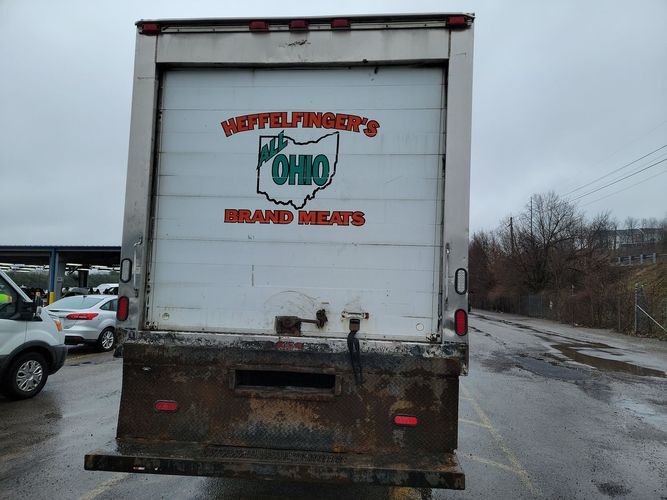 HEFFELFINGER'S
ALL
OHIO
BRAND MEATS